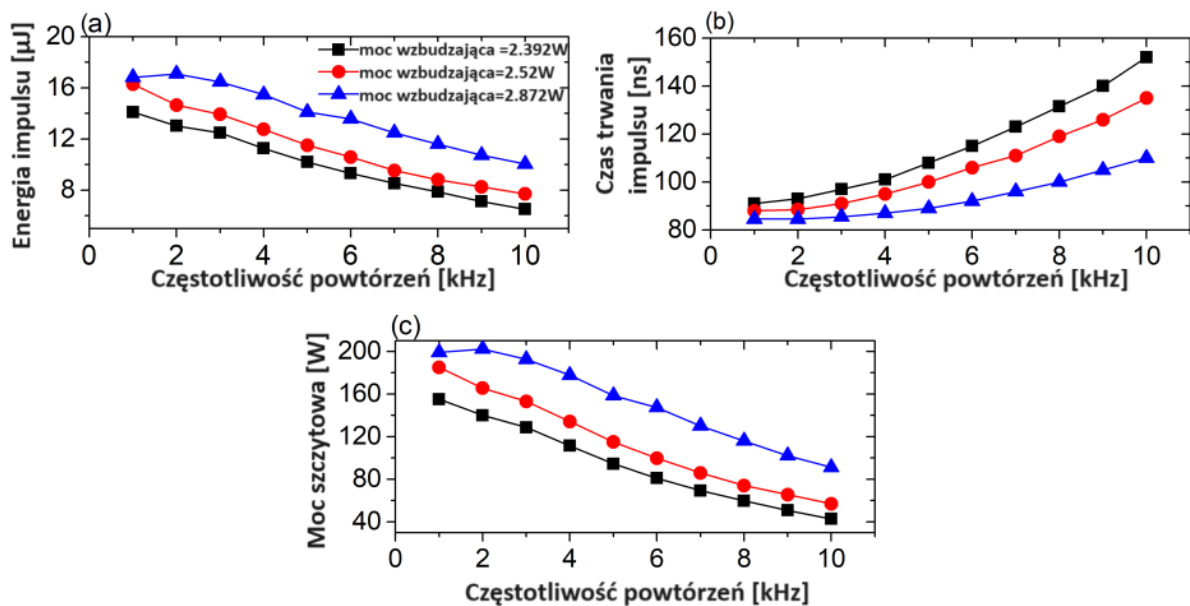 (a)
Energia impulsu [µJ]
20
16
12
8
moc wzbudzająca =2.392W
moc wzbudzająca=2.52W
moc wzbudzająca=2.872W
0 2 4 6 8 10
Częstotliwość powtórzeń [kHz]
(b)
Czas trwania
impulsu [ns]
160
140
120
100
80
0 2 4 6 8 10
Częstotliwość powtórzeń [kHz]
(c)
Moc szczytowa [W]
200
160
120
80
40
0 2 4 6 8 10
Częstotliwość powtórzeń [kHz]